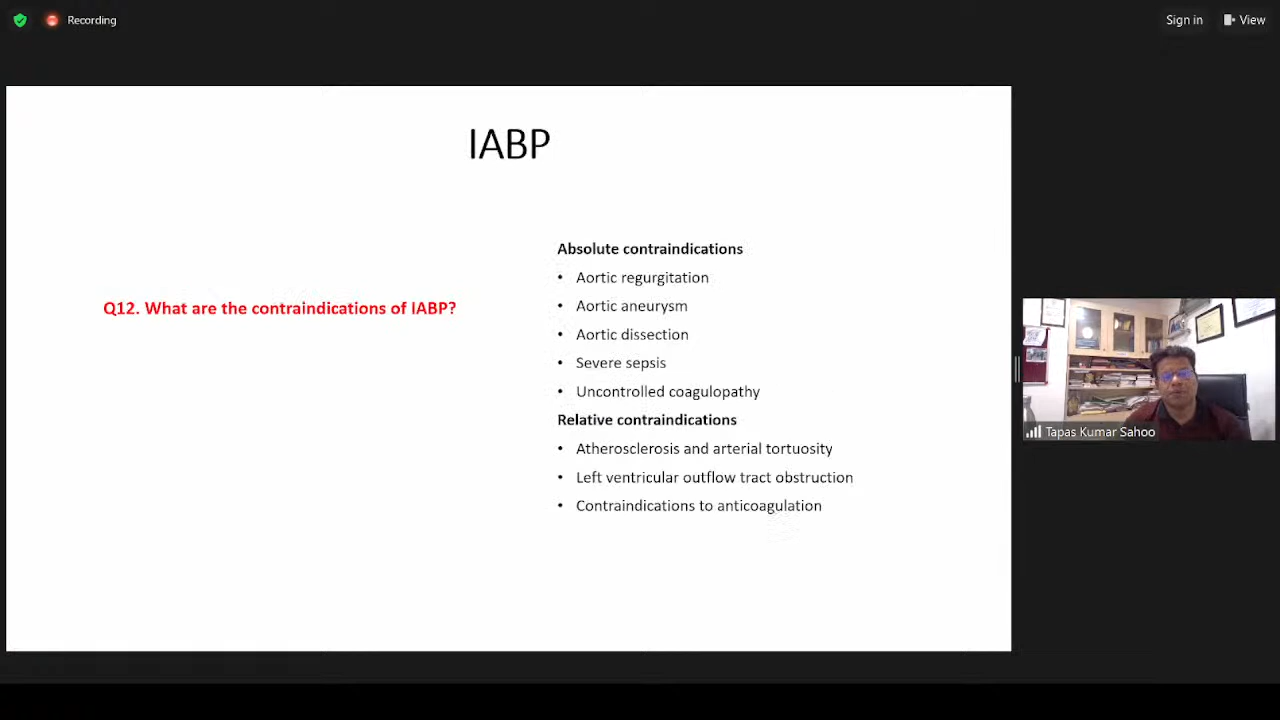 Recording
Sign in
View
IABP
Q12. What are the contraindications of IABP?
Absolute contraindications
• Aortic regurgitation
• Aortic aneurysm
• Aortic dissection
• Severe sepsis
• Uncontrolled coagulopathy
Relative contraindications
• Atherosclerosis and arterial tortuosity
• Left ventricular outflow tract obstruction
• Contraindications to anticoagulation
Tapas Kumar Sahoo